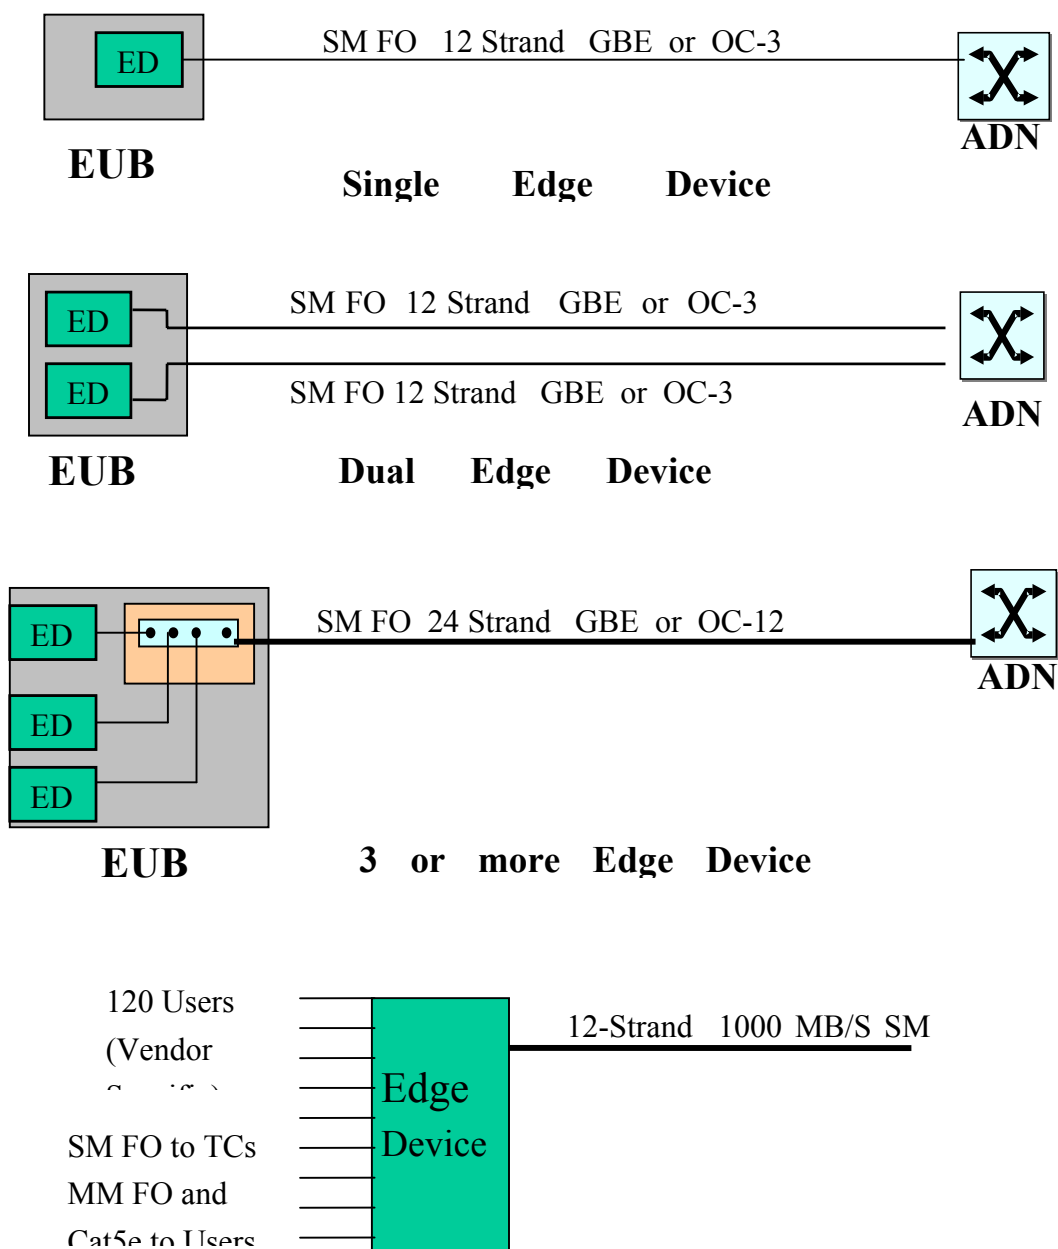 ED
SM FO 12 Strand GBE or OC-3
ADN
EUB
Single Edge Device
ED
SM FO 12 Strand GBE or OC-3
ED
SM FO 12 Strand GBE or OC-3
ADN
EUB
Dual Edge Device
ED
SM FO 24 Strand GBE or OC-12
ADN
ED
ED
EUB
3 or more Edge Device
120 Users
(Vendor
12-Strand 1000 MB/S SM
Edge
Device
SM FO to TCs
MM FO and
Cat5e to Users